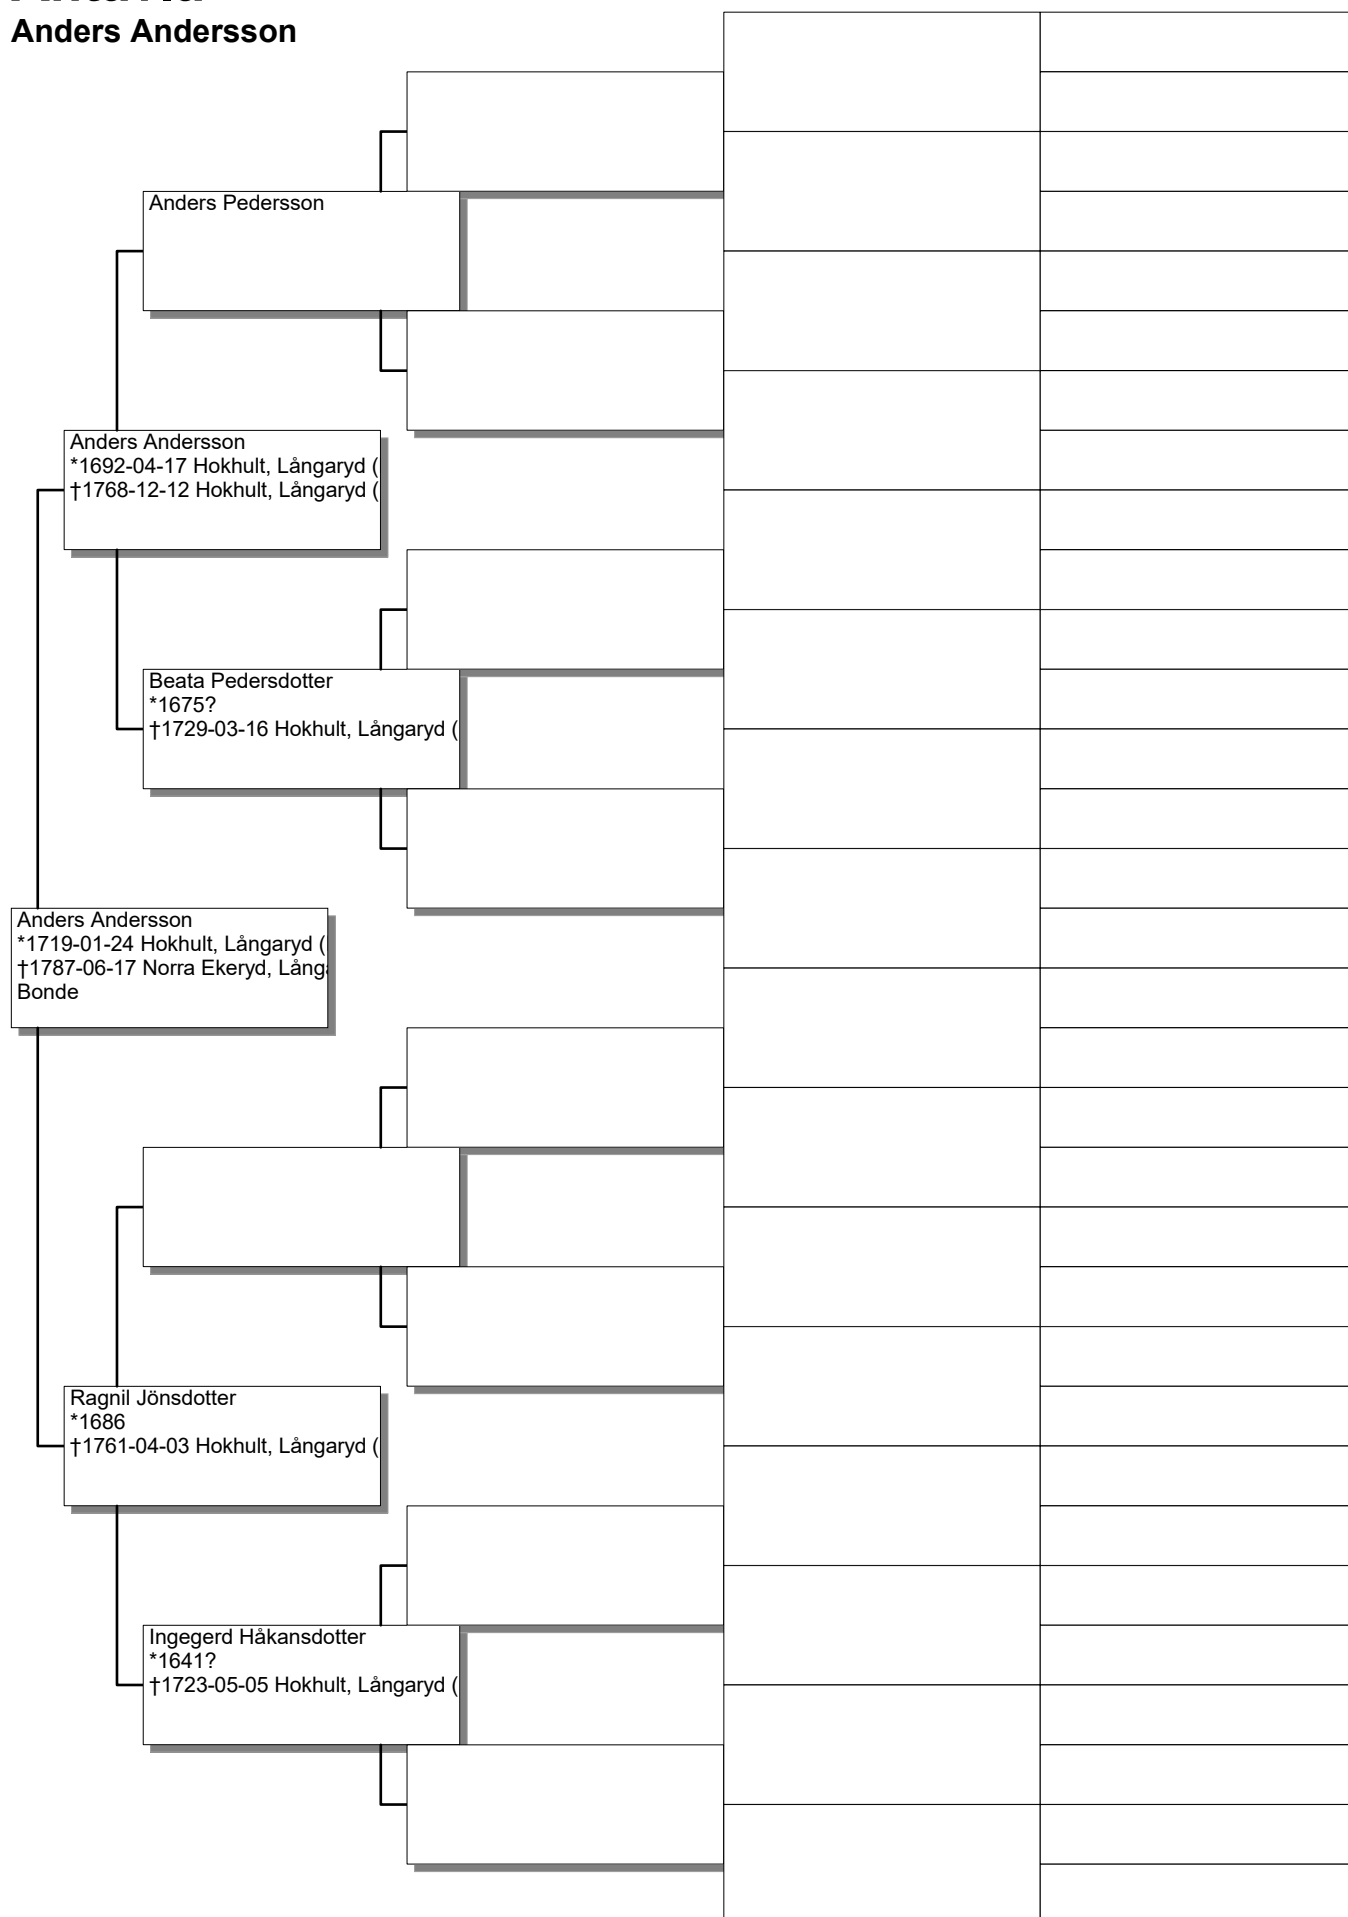 Anders Andersson
Anders Pedersson
Anders Andersson
*1692-04-17 Hokhult, Långaryd (
†1768-12-12 Hokhult, Långaryd (
Beata Pedersdotter
*1675?
†1729-03-16 Hokhult, Långaryd (
Anders Andersson
*1719-01-24 Hokhult, Långaryd (
†1787-06-17 Norra Ekeryd, Långa
Bonde
Ragnil Jönsdotter
*1686
†1761-04-03 Hokhult, Långaryd (
Ingegerd Håkansdotter
*1641?
†1723-05-05 Hokhult, Långaryd (